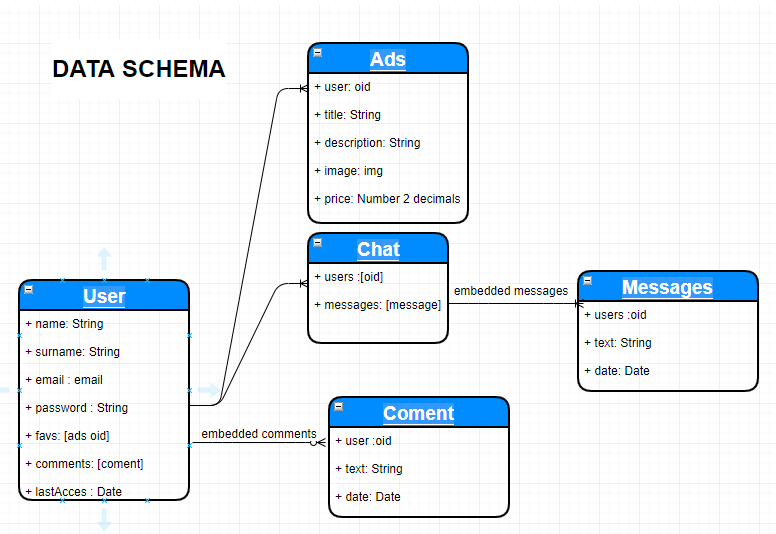 DATA SCHEMA
Ads
+ user: oid
+ title: String
+ description: String
+ image: img
+ price: Number 2 decimals
Chat
+ users :[oid]
+ messages: [message]
embedded messages
Messages
+ users :oid
+ text: String
+ date: Date
User
+ name: String
+ surname: String
+ email : email
+ password : String
+ favs: [ads oid]
+ comments: [coment]
+ lastAcces : Date
embedded comments
Coment
+ user :oid
+ text: String
+ date: Date